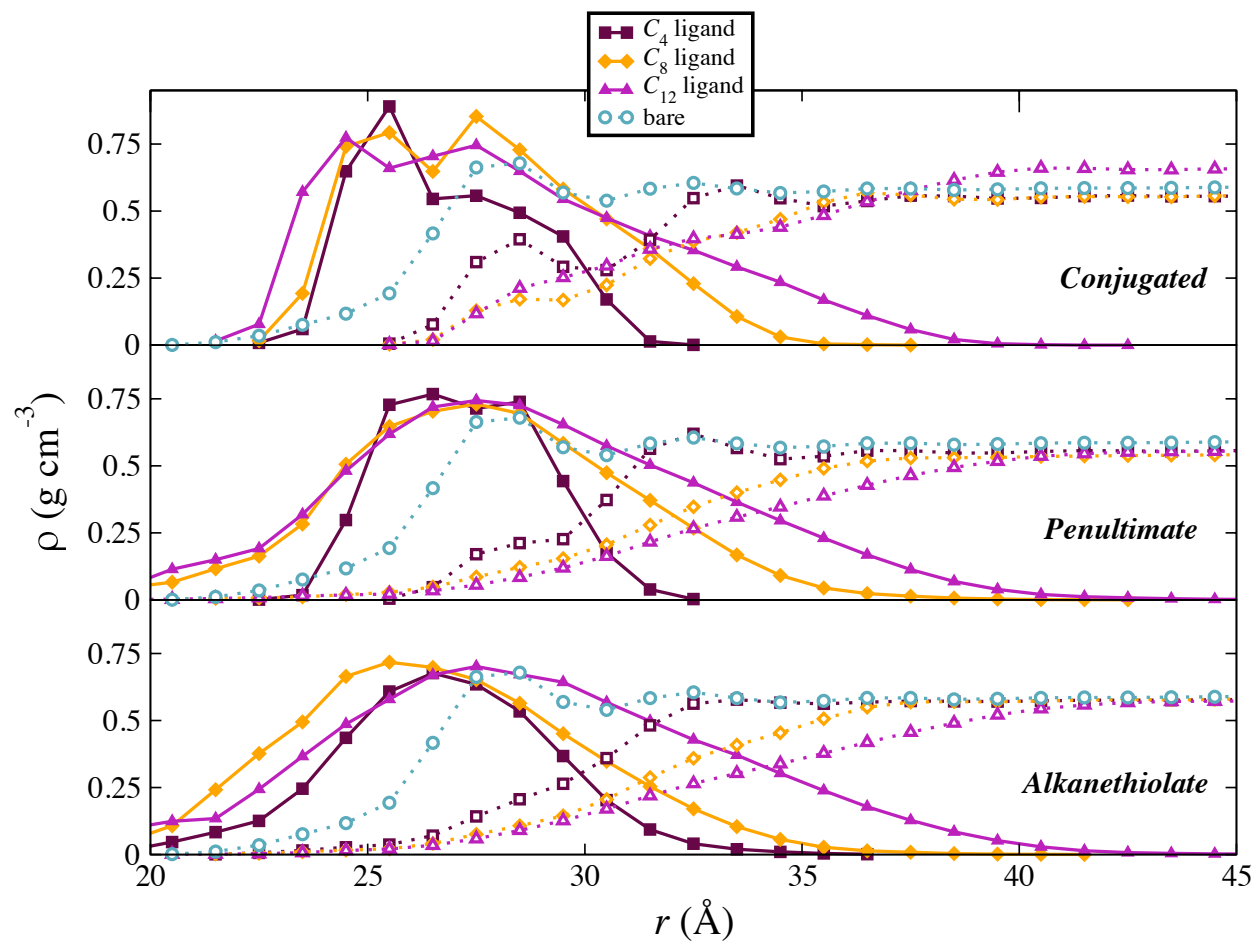 C4 ligand
C8 ligand
C12 ligand
bare
0.75
0.5
0.25
0
Conjugated
0.75
0.5
0.25
0
Penultimate
ρ (g cm-3)
0.75
0.5
0.25
0
Alkanethiolate
20 25 30 35 40 45
r (Å)